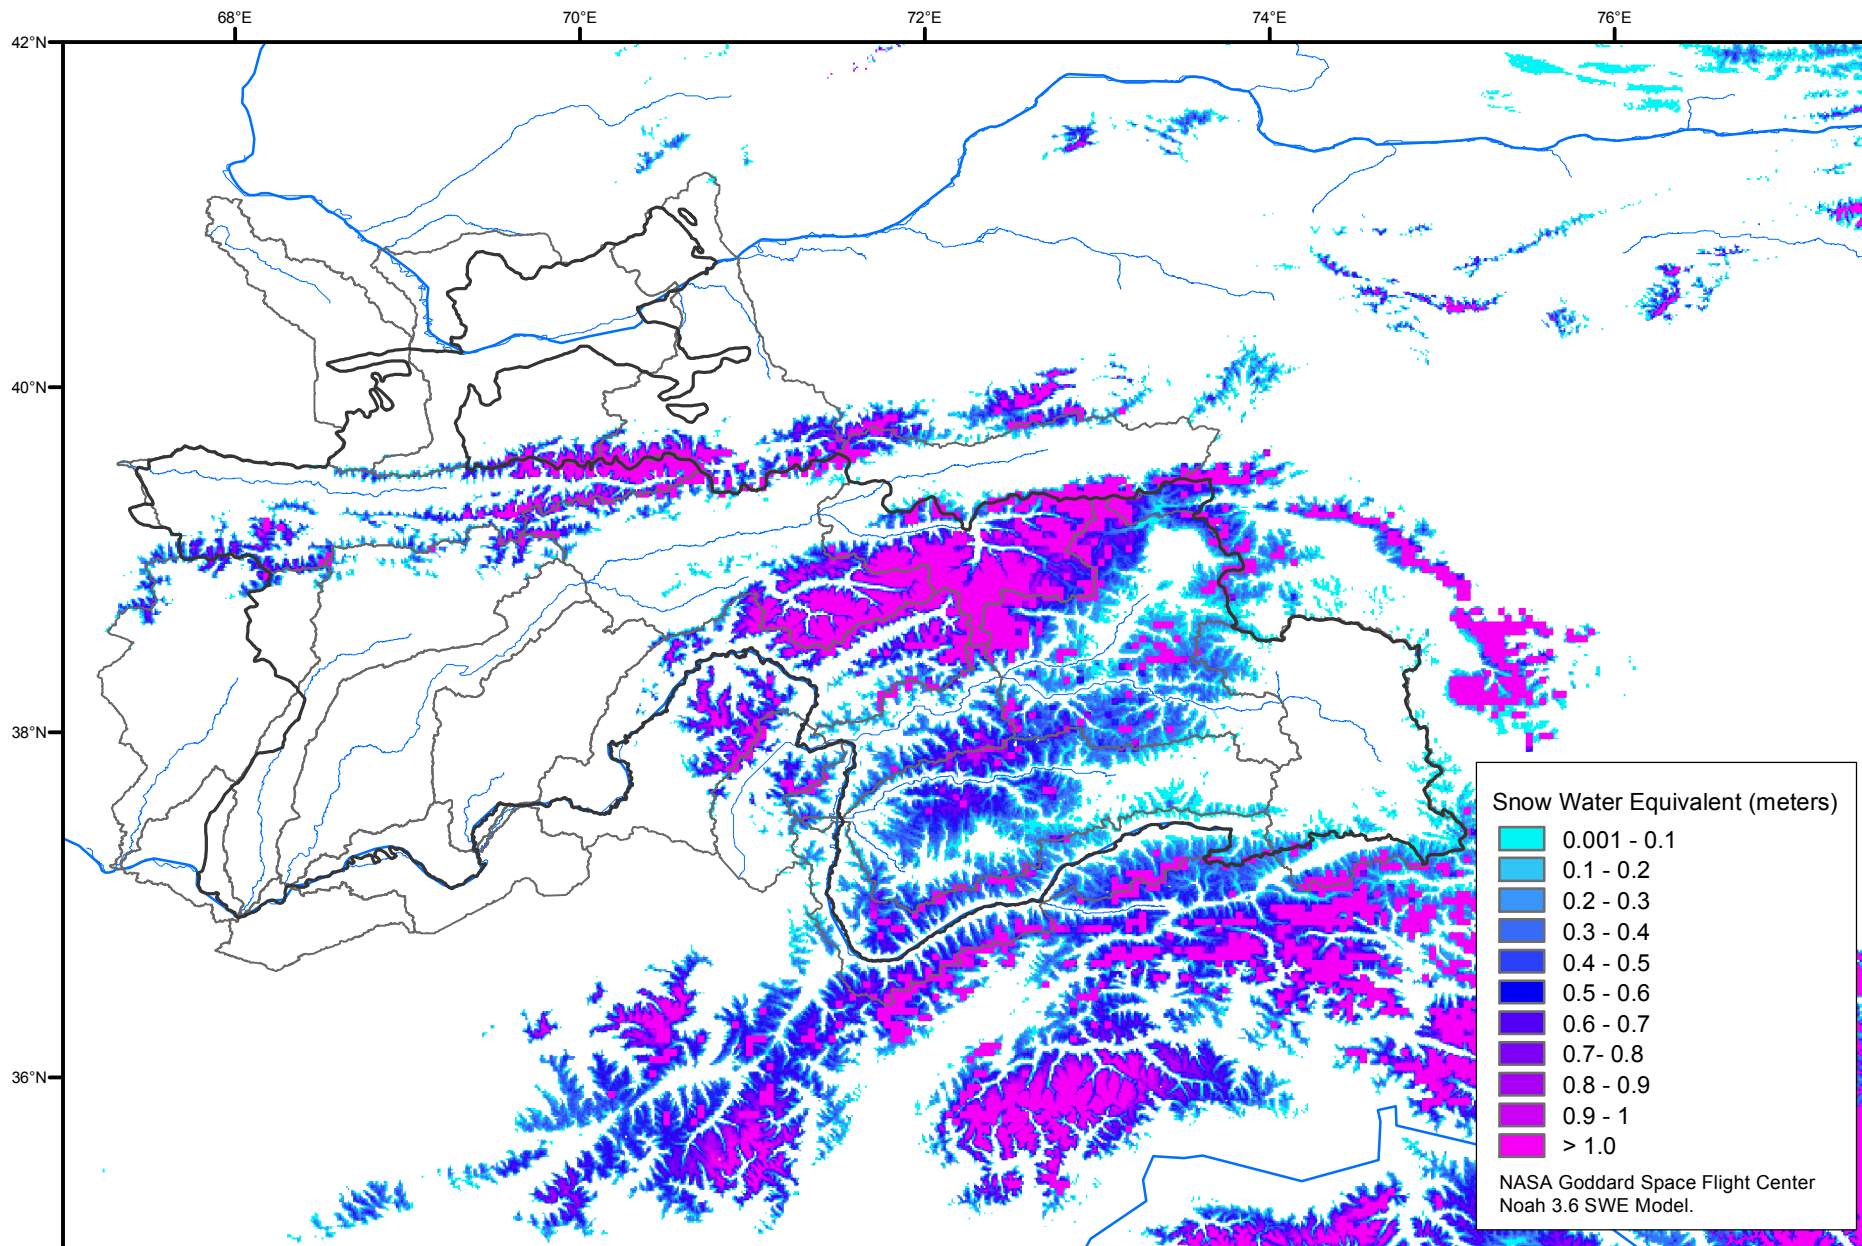 68°E
70°E
72°E
74°E
76°E
42°N
40°N
38°N
36°N
Snow Water Equivalent (meters)
0.001 - 0.1
0.1 - 0.2
0.2 - 0.3
0.3 - 0.4
0.4 - 0.5
0.5 - 0.6
0.6 - 0.7
0.7- 0.8
0.8 - 0.9
0.9 - 1
> 1.0
NASA Goddard Space Flight Center
Noah 3.6 SWE Model.